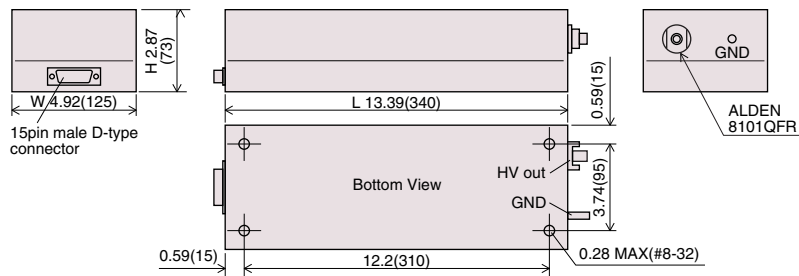 H 2.87
(73)
W 4.92(125)
15pin male D-type
connector
L 13.39(340)
0.59(15)
GND
ALDEN
8101QFR
Bottom View
HV out
GND
3.74(95)
0.59(15)
12.2(310)
0.28 MAX(#8-32)